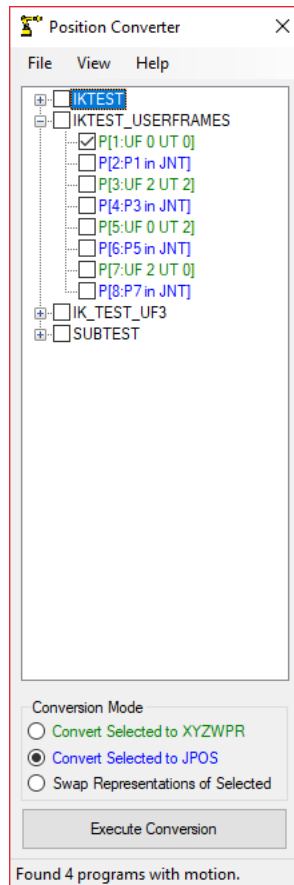 Position Converter
File View Help
IKTEST
IKTEST_USERFRAMES
P[1:UF 0 UT 0]
P[2:P1 in JNT]
P[3:UF 2 UT 2]
P[4:P3 in JNT]
P[5:UF 0 UT 2]
P[6:P5 in JNT]
P[7:UF 2 UT 0]
P[8:P7 in JNT]
IK_TEST_UF3
SUBTEST
Conversion Mode
Convert Selected to XYZWPR
Convert Selected to JPOS
Swap Representations of Selected
Execute Conversion
Found 4 programs with motion.